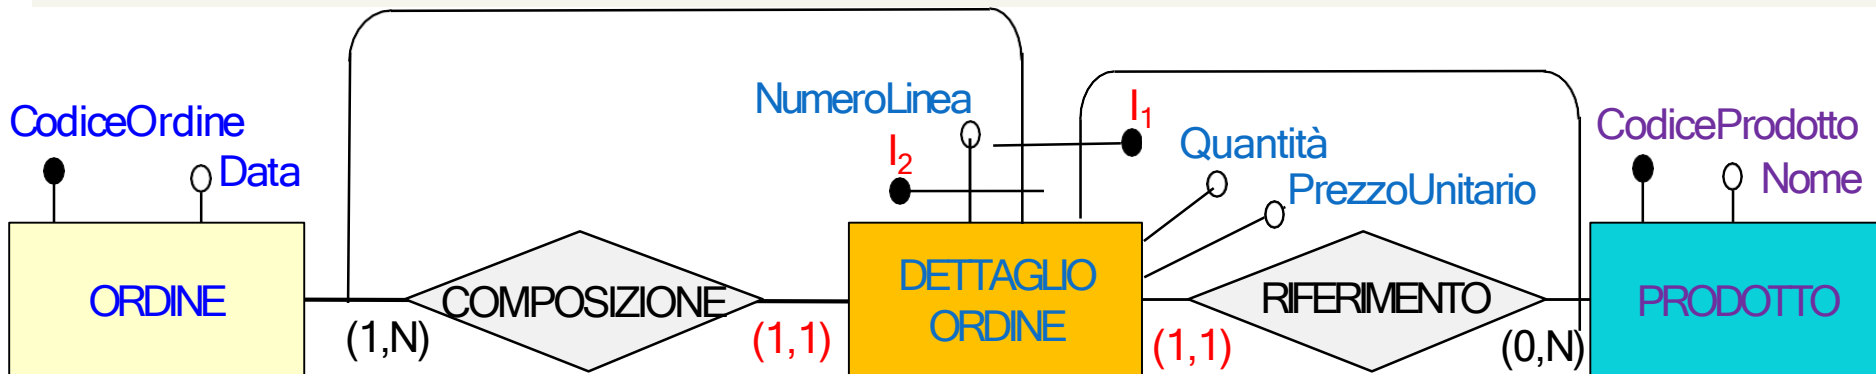 CodiceOrdine
Data
ORDINE
(1,N)
COMPOSIZIONE
(1,1)
NumeroLinea
I2
I1
Quantità
PrezzoUnitario
DETTAGLIO
ORDINE
(1,1)
RIFERIMENTO
(0,N)
CodiceProdotto
Nome
PRODOTTO